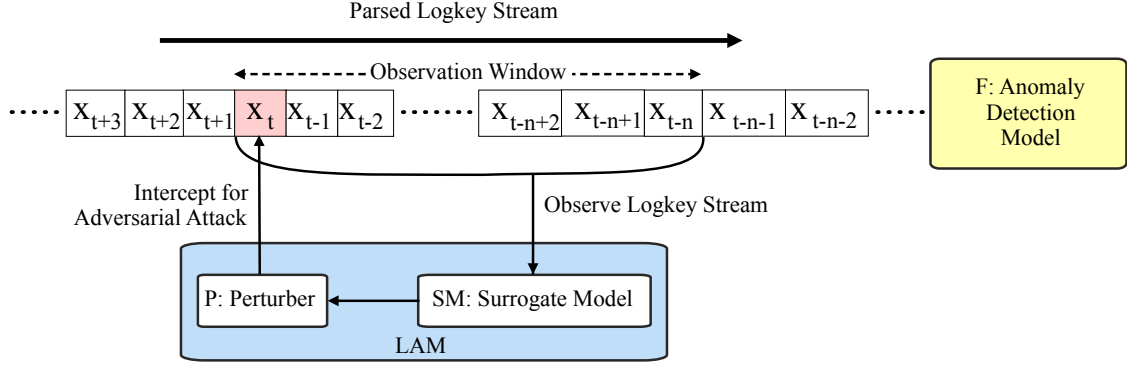 Parsed Logkey Stream
Observation Window
X_{t+3} X_{t+2} X_{t+1} X_t X_{t-1} X_{t-2} X_{t-n+2} X_{t-n+1} X_{t-n} X_{t-n-1} X_{t-n-2}
F: Anomaly
Detection
Model
Intercept for
Adversarial Attack
Observe Logkey Stream
P: Perturber
SM: Surrogate Model
LAM